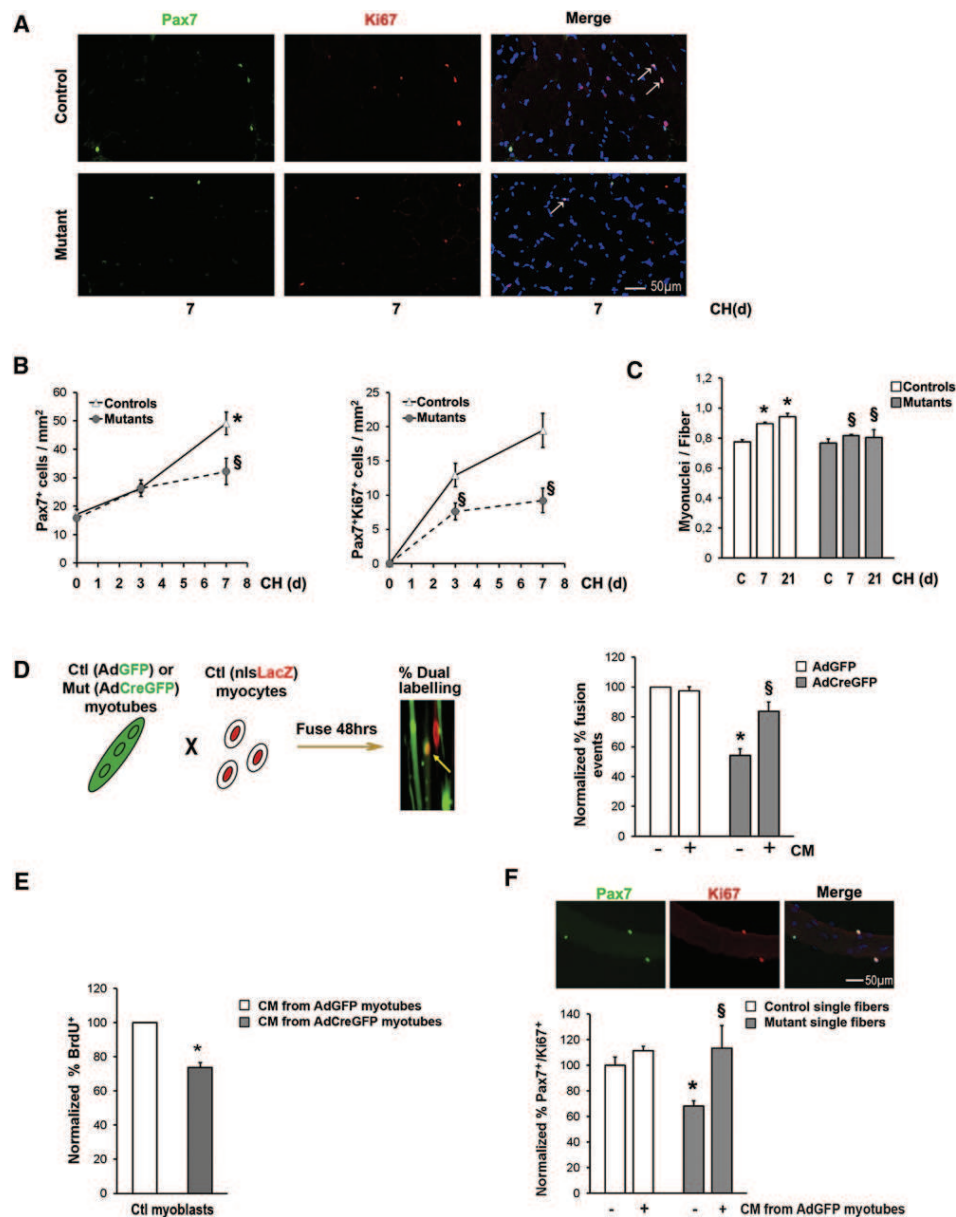 A
Pax7
Ki67
Merge
Control
Mutant
50µm
7
7
7
CH(d)
B
Pax7⁺ cells / mm²
60
50
40
30
20
10
0
Controls
Mutants
*
§
0 1 2 3 4 5 6 7 8 CH (d)
Pax7⁺Ki67⁺ cells / mm²
25
20
15
10
5
0
Controls
Mutants
§
§
0 1 2 3 4 5 6 7 8 CH (d)
C
Myonuclei / Fiber
1,2
1,0
0,8
0,6
0,4
0,2
0
Controls
Mutants
* *
§ §
C 7 21 C 7 21 CH (d)
D
Ctl (AdGFP) or
Mut (AdCreGFP)
myotubes
X
Ctl (nlsLacZ)
myocytes
Fuse 48hrs
% Dual
labelling
Normalized % fusion
events
120
100
80
60
40
20
0
AdGFP
AdCreGFP
*
§
- + - + CM
E
Normalized % BrdU⁺
120
100
80
60
40
20
0
CM from AdGFP myotubes
CM from AdCreGFP myotubes
*
Ctl myoblasts
F
Pax7
Ki67
Merge
50µm
Normalized % Pax7⁺/Ki67⁺
140
120
100
80
60
40
20
0
Control single fibers
Mutant single fibers
*
§
- + - + CM from AdGFP myotubes